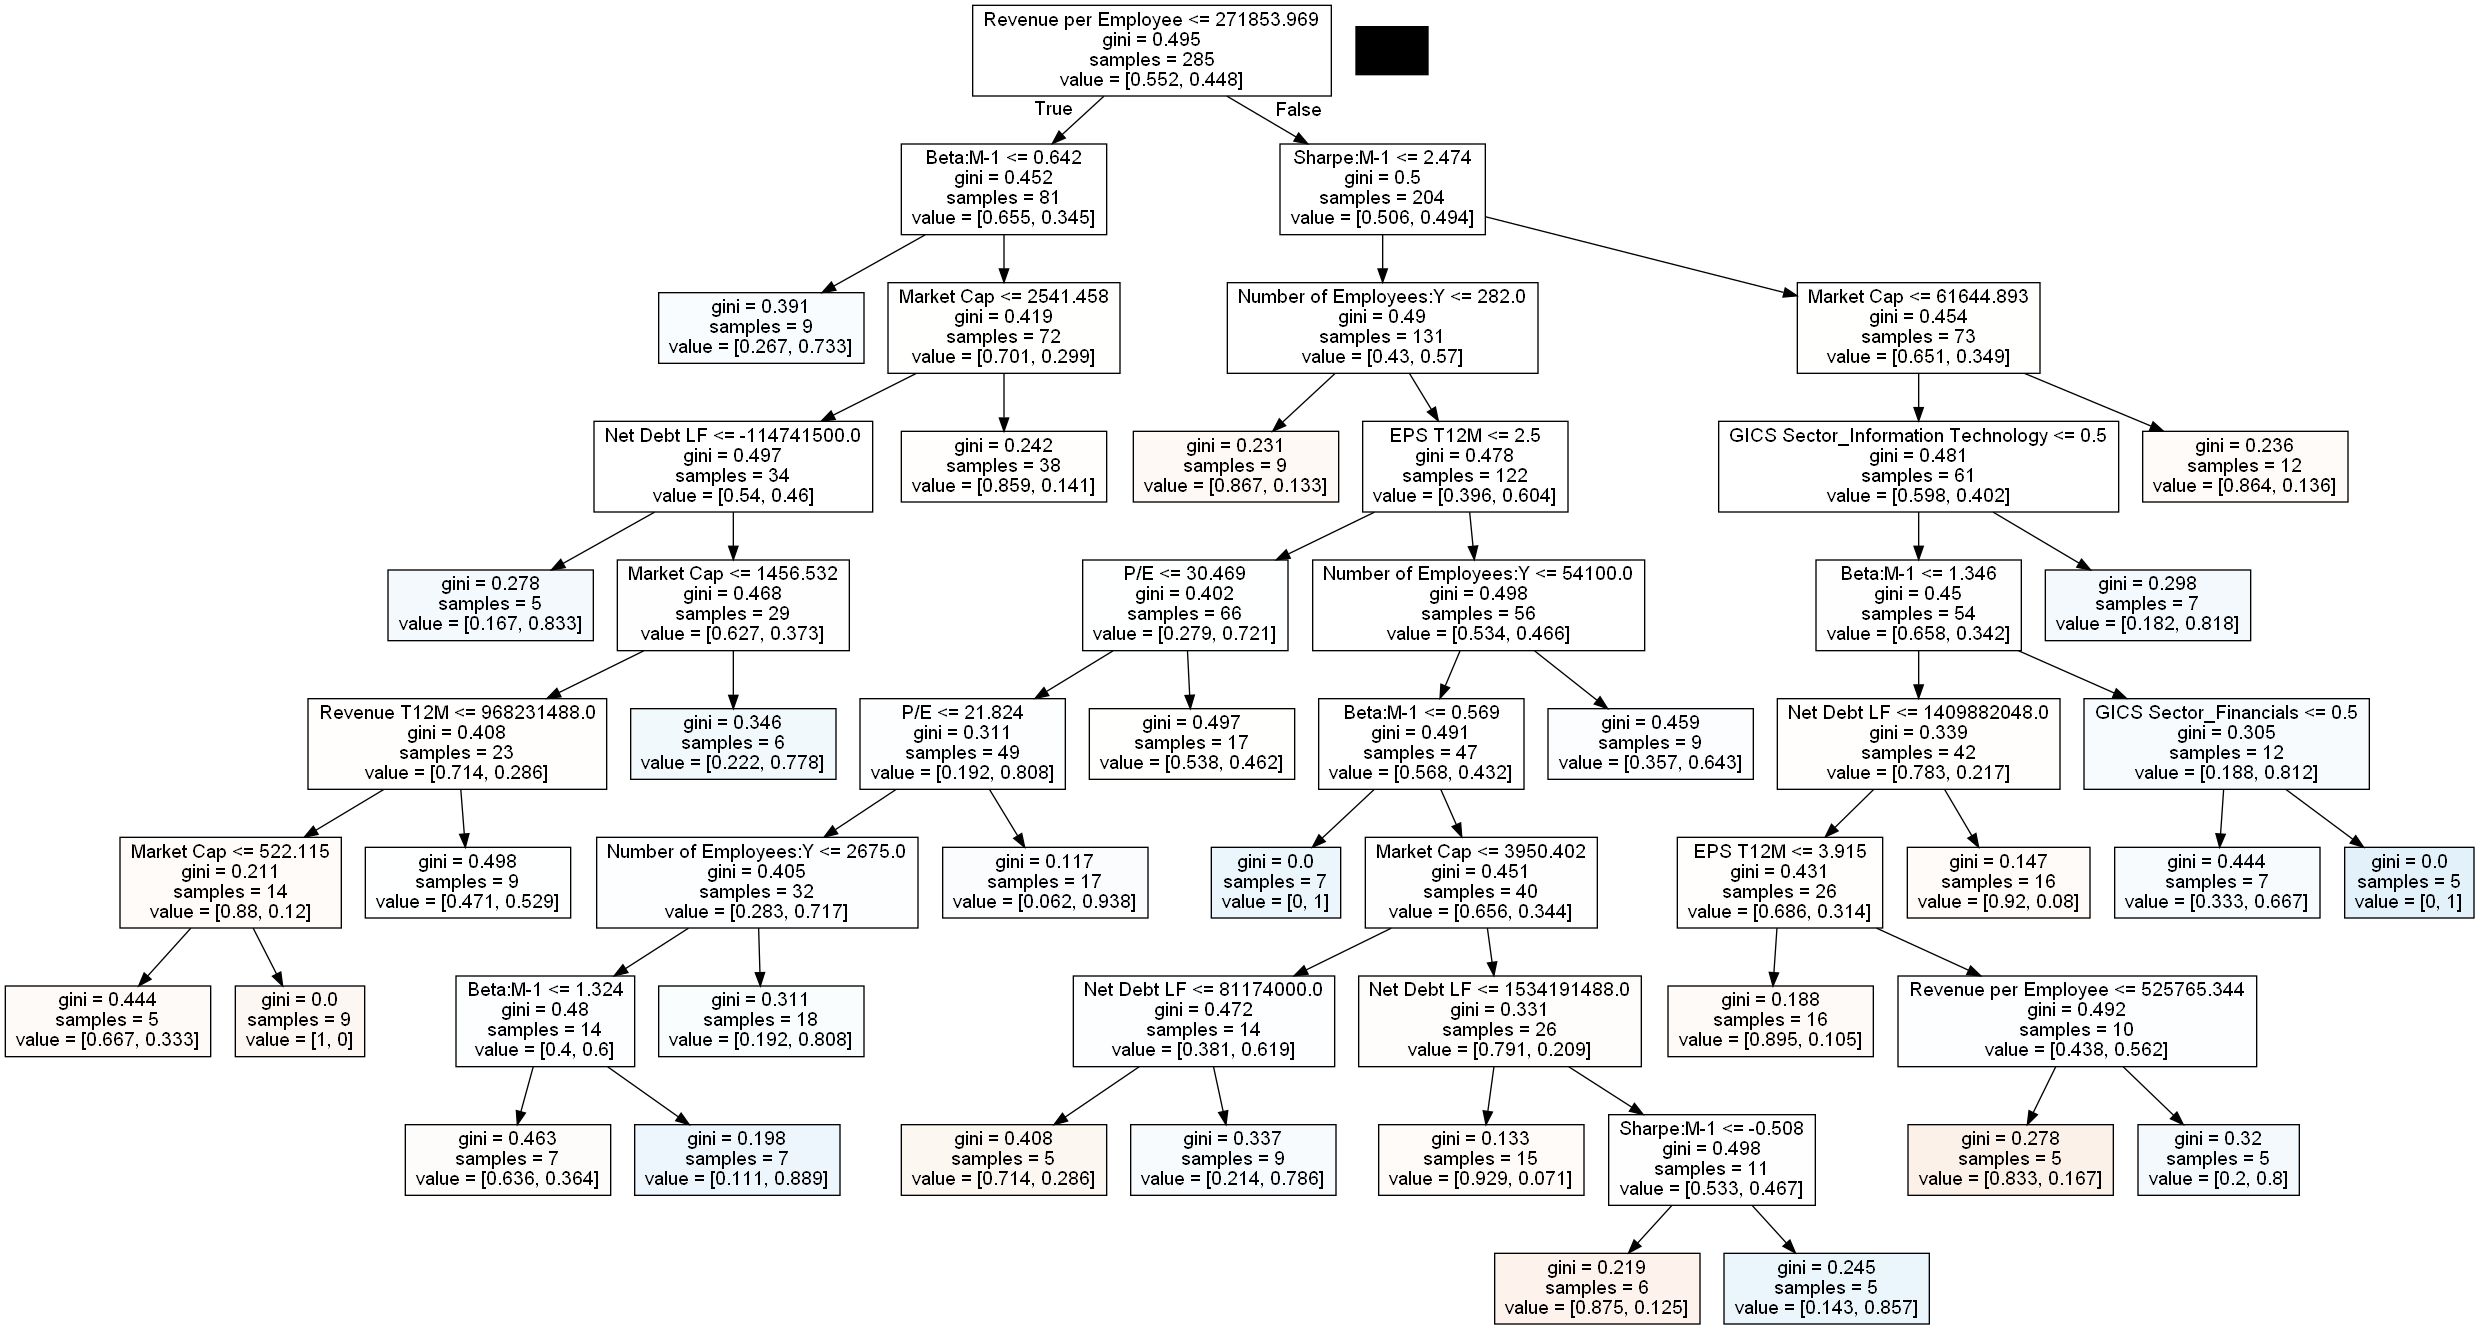 Revenue per Employee <= 271853.969
gini = 0.495
samples = 285
value = [0.552, 0.448]
True
False
Beta:M-1 <= 0.642
gini = 0.452
samples = 81
value = [0.655, 0.345]
Sharpe:M-1 <= 2.474
gini = 0.5
samples = 204
value = [0.506, 0.494]
gini = 0.391
samples = 9
value = [0.267, 0.733]
Market Cap <= 2541.458
gini = 0.419
samples = 72
value = [0.701, 0.299]
Number of Employees:Y <= 282.0
gini = 0.49
samples = 131
value = [0.43, 0.57]
Market Cap <= 61644.893
gini = 0.454
samples = 73
value = [0.651, 0.349]
Net Debt LF <= -114741500.0
gini = 0.497
samples = 34
value = [0.54, 0.46]
gini = 0.242
samples = 38
value = [0.859, 0.141]
gini = 0.231
samples = 9
value = [0.867, 0.133]
EPS T12M <= 2.5
gini = 0.478
samples = 122
value = [0.396, 0.604]
GICS Sector_Information Technology <= 0.5
gini = 0.481
samples = 61
value = [0.598, 0.402]
gini = 0.236
samples = 12
value = [0.864, 0.136]
gini = 0.278
samples = 5
value = [0.167, 0.833]
Market Cap <= 1456.532
gini = 0.468
samples = 29
value = [0.627, 0.373]
P/E <= 30.469
gini = 0.402
samples = 66
value = [0.279, 0.721]
Number of Employees:Y <= 54100.0
gini = 0.498
samples = 56
value = [0.534, 0.466]
Beta:M-1 <= 1.346
gini = 0.45
samples = 54
value = [0.658, 0.342]
gini = 0.298
samples = 7
value = [0.182, 0.818]
Revenue T12M <= 968231488.0
gini = 0.408
samples = 23
value = [0.714, 0.286]
gini = 0.346
samples = 6
value = [0.222, 0.778]
P/E <= 21.824
gini = 0.311
samples = 49
value = [0.192, 0.808]
gini = 0.497
samples = 17
value = [0.538, 0.462]
Beta:M-1 <= 0.569
gini = 0.491
samples = 47
value = [0.568, 0.432]
gini = 0.459
samples = 9
value = [0.357, 0.643]
Net Debt LF <= 1409882048.0
gini = 0.339
samples = 42
value = [0.783, 0.217]
GICS Sector_Financials <= 0.5
gini = 0.305
samples = 12
value = [0.188, 0.812]
Market Cap <= 522.115
gini = 0.211
samples = 14
value = [0.88, 0.12]
gini = 0.498
samples = 9
value = [0.471, 0.529]
Number of Employees:Y <= 2675.0
gini = 0.405
samples = 32
value = [0.283, 0.717]
gini = 0.117
samples = 17
value = [0.062, 0.938]
gini = 0.0
samples = 7
value = [0, 1]
Market Cap <= 3950.402
gini = 0.451
samples = 40
value = [0.656, 0.344]
EPS T12M <= 3.915
gini = 0.431
samples = 26
value = [0.686, 0.314]
gini = 0.147
samples = 16
value = [0.92, 0.08]
gini = 0.444
samples = 7
value = [0.333, 0.667]
gini = 0.0
samples = 5
value = [0, 1]
gini = 0.444
samples = 5
value = [0.667, 0.333]
gini = 0.0
samples = 9
value = [1, 0]
Beta:M-1 <= 1.324
gini = 0.48
samples = 14
value = [0.4, 0.6]
gini = 0.311
samples = 18
value = [0.192, 0.808]
Net Debt LF <= 81174000.0
gini = 0.472
samples = 14
value = [0.381, 0.619]
Net Debt LF <= 1534191488.0
gini = 0.331
samples = 26
value = [0.791, 0.209]
gini = 0.188
samples = 16
value = [0.895, 0.105]
Revenue per Employee <= 525765.344
gini = 0.492
samples = 10
value = [0.438, 0.562]
gini = 0.463
samples = 7
value = [0.636, 0.364]
gini = 0.198
samples = 7
value = [0.111, 0.889]
gini = 0.408
samples = 5
value = [0.714, 0.286]
gini = 0.337
samples = 9
value = [0.214, 0.786]
gini = 0.133
samples = 15
value = [0.929, 0.071]
Sharpe:M-1 <= -0.508
gini = 0.498
samples = 11
value = [0.533, 0.467]
gini = 0.278
samples = 5
value = [0.833, 0.167]
gini = 0.32
samples = 5
value = [0.2, 0.8]
gini = 0.219
samples = 6
value = [0.875, 0.125]
gini = 0.245
samples = 5
value = [0.143, 0.857]